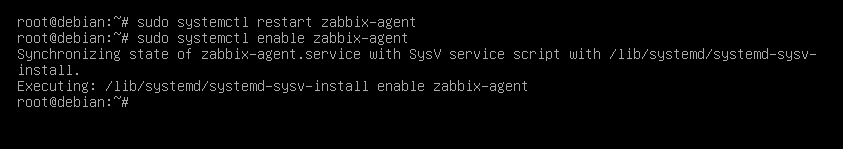 root@debian:~# sudo systemctl restart zabbix-agent
root@debian:~# sudo systemctl enable zabbix-agent
Synchronizing state of zabbix-agent.service with SysV service script with /lib/systemd/systemd-sysv-
install.
Executing: /lib/systemd/systemd-sysv-install enable zabbix-agent
root@debian:~#